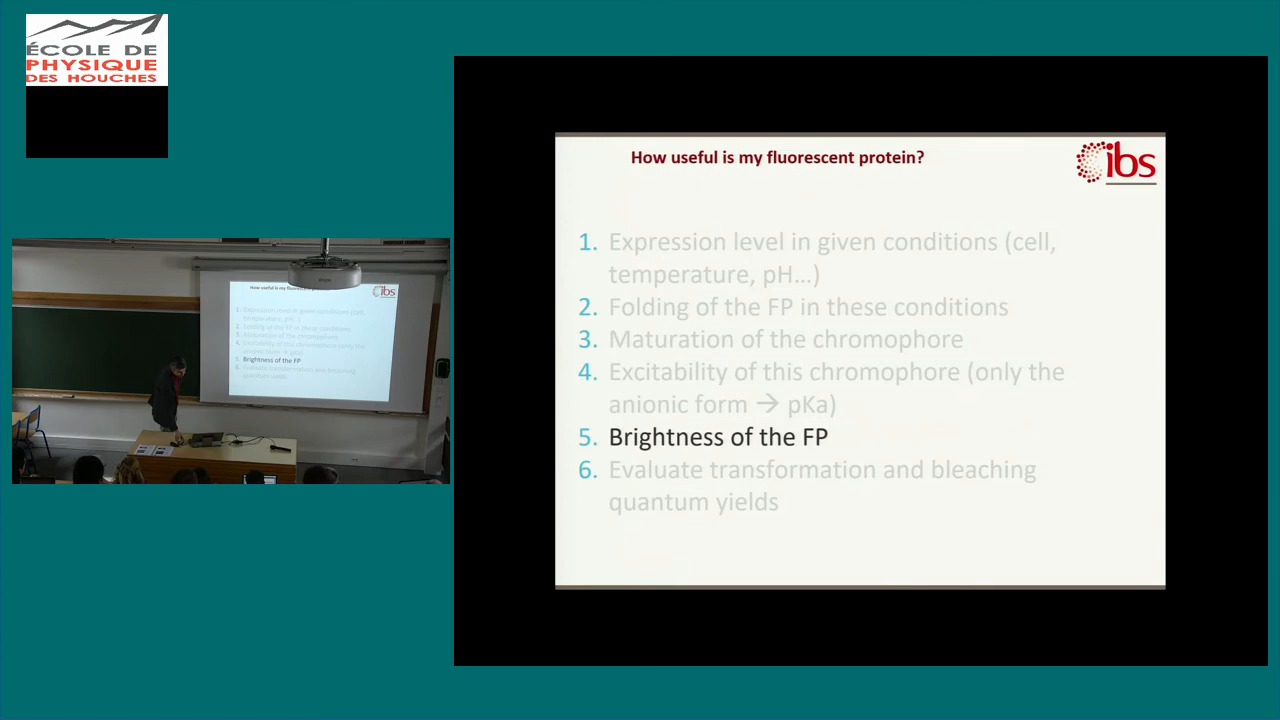 ÉCOLE DE
PHYSIQUE
DES HOUCHES
How useful is my fluorescent protein?
ibs
1. Expression level in given conditions (cell,
temperature, pH...)
2. Folding of the FP in these conditions
3. Maturation of the chromophore
4. Excitability of this chromophore (only the
anionic form → pKa)
5. Brightness of the FP
6. Evaluate transformation and bleaching
quantum yields